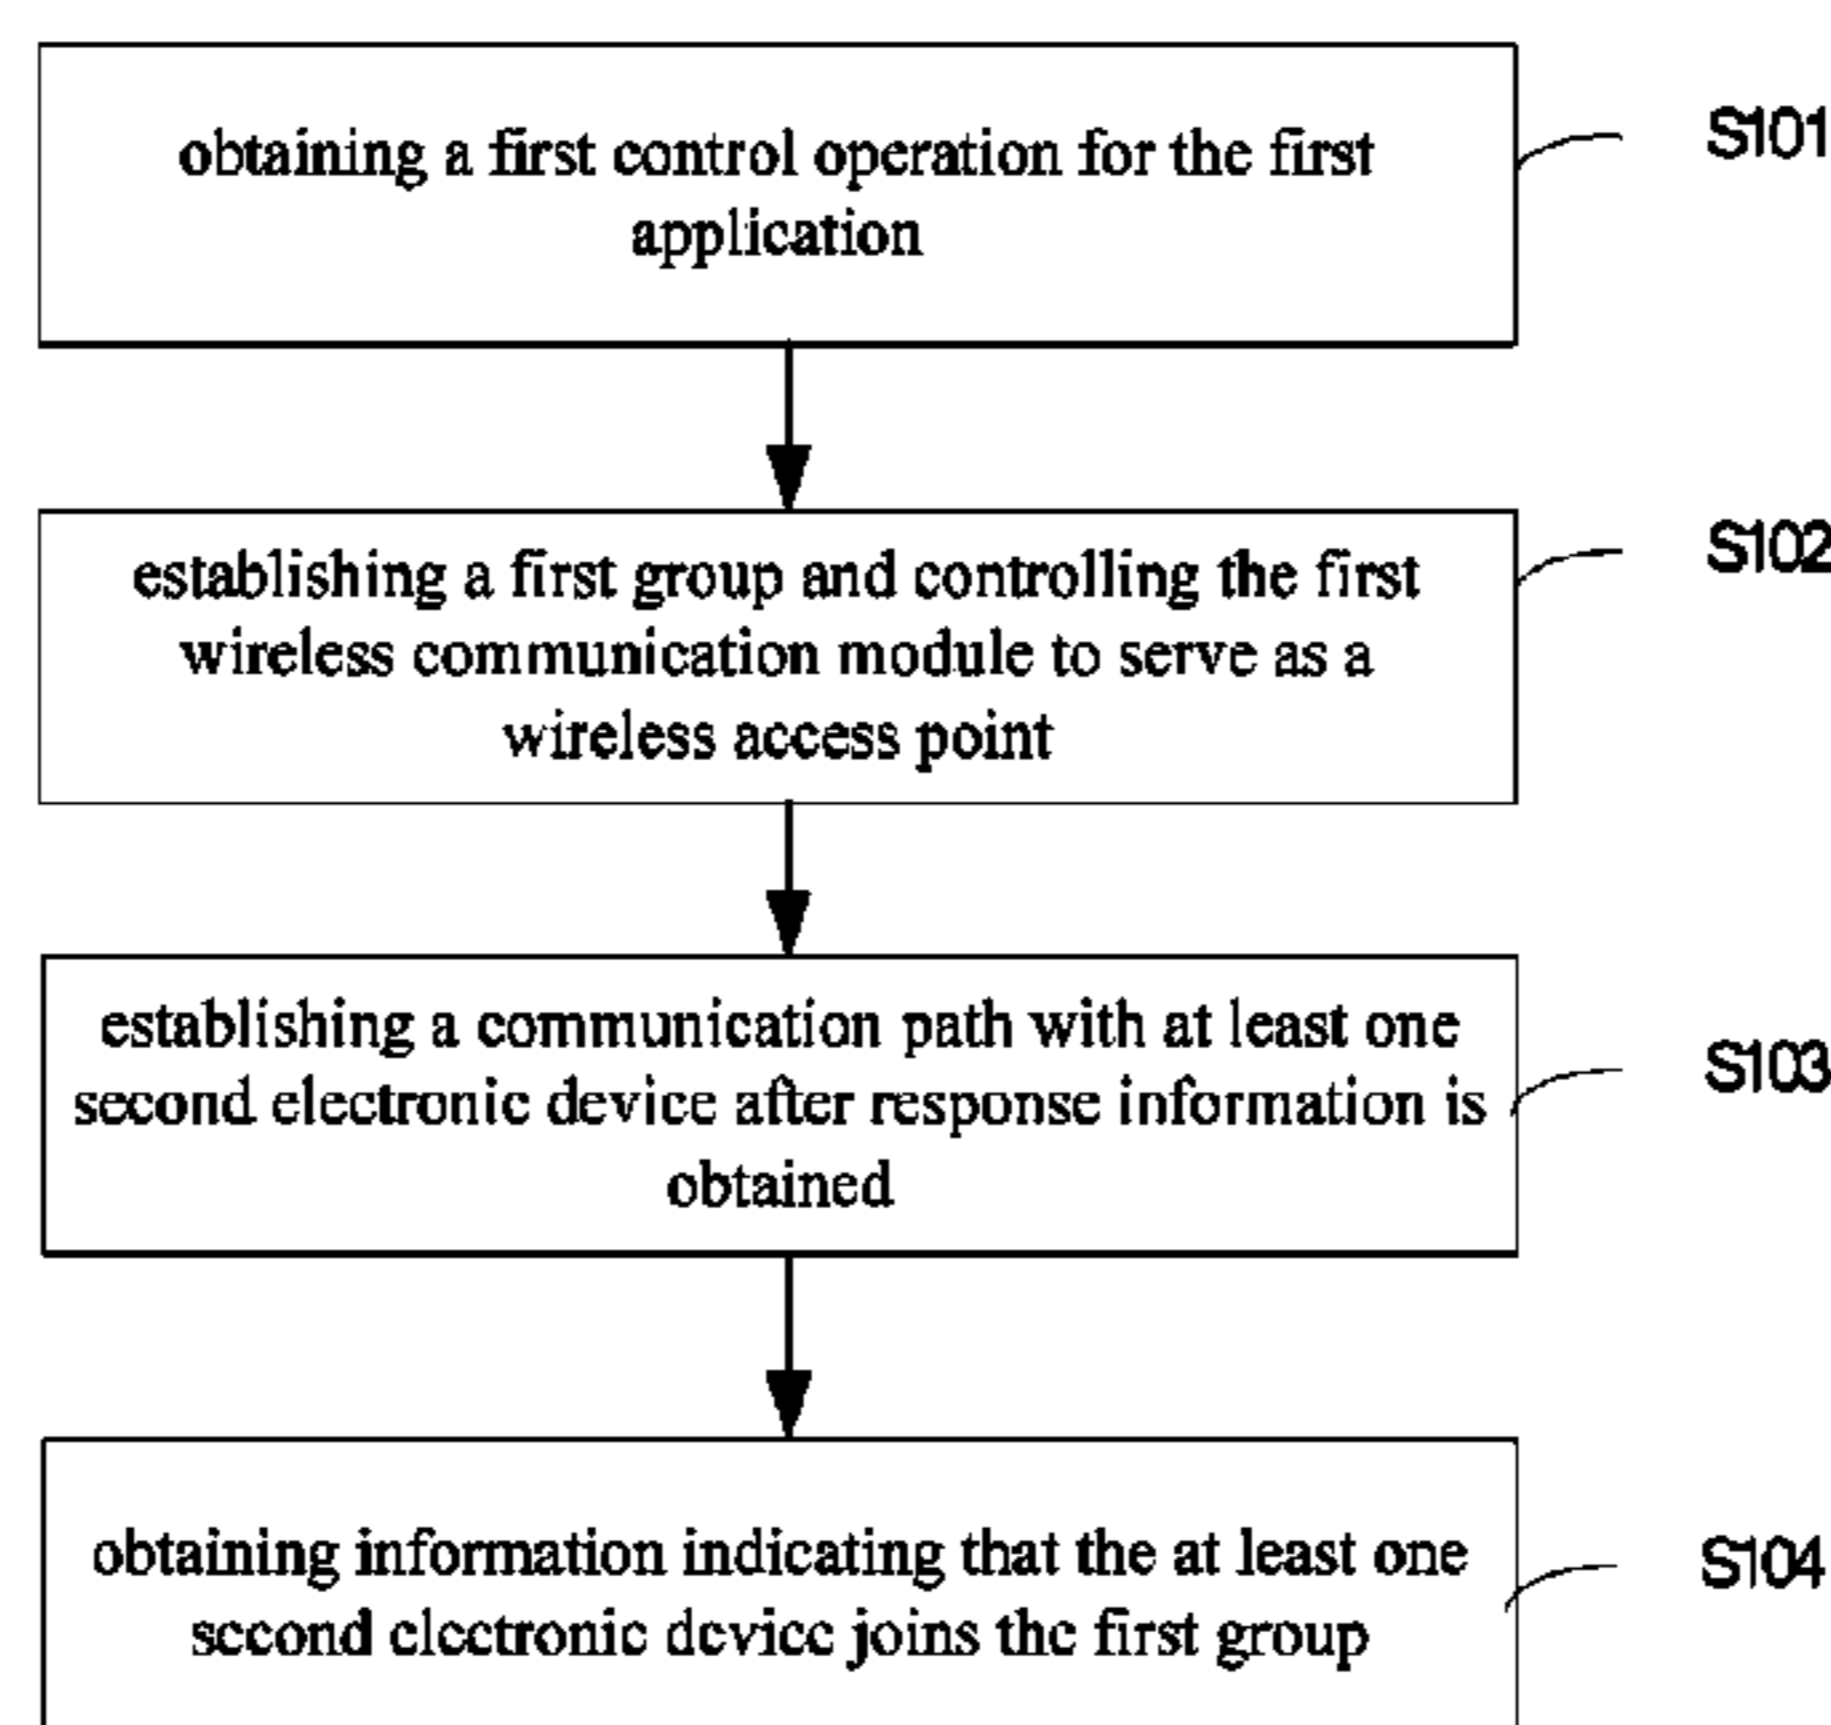 obtaining a first control operation for the first
application
S101
establishing a first group and controlling the first
wireless communication module to serve as a
wireless access point
S102
establishing a communication path with at least one
second electronic device after response information is
obtained
S103
obtaining information indicating that the at least one
second electronic device joins the first group
S104